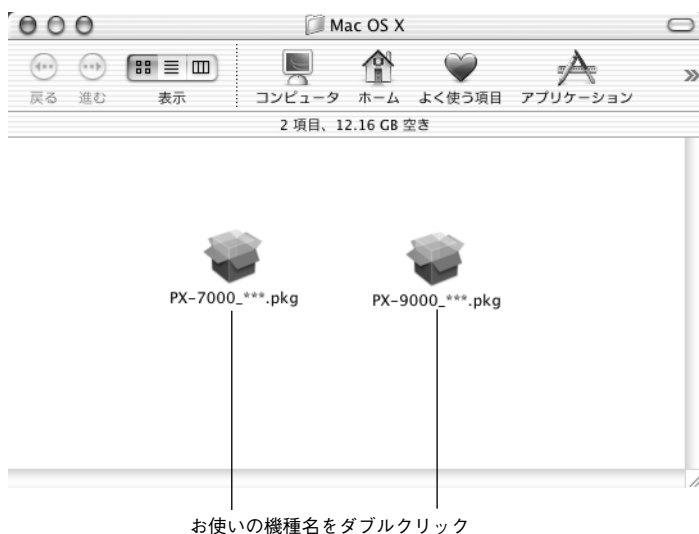 Mac OS X
戻る 進む 表示 コンピュータ ホーム よく使う項目 アプリケーション
2 項目、12.16 GB 空き
PX-7000_***.pkg PX-9000_***.pkg
お使いの機種名をダブルクリック